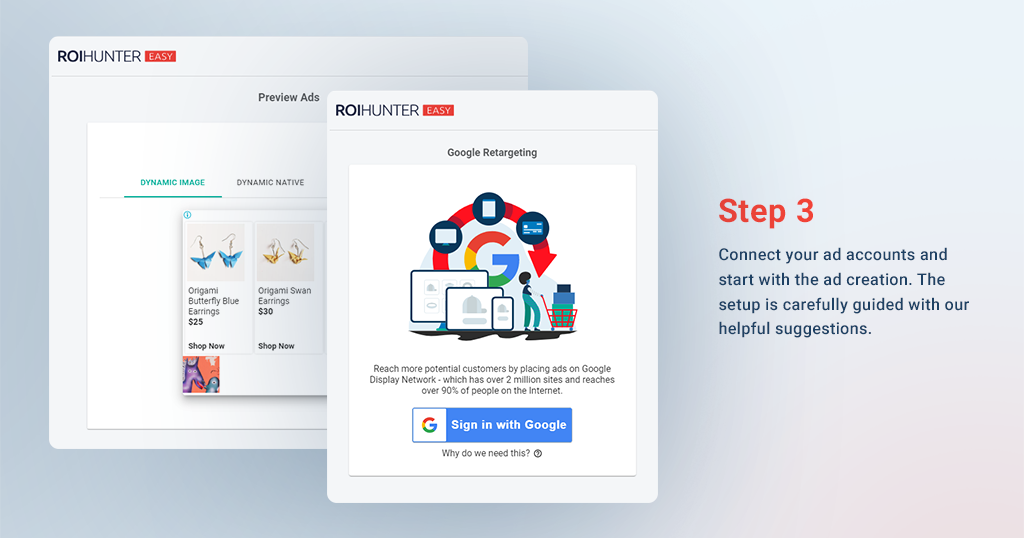 ROIHUNTER EASY
Preview Ads
DYNAMIC IMAGE
DYNAMIC NATIVE
Origami
Butterfly Blue
Earrings
$25
Shop Now
Origami Swan
Earrings
$30
Shop Now
ROIHUNTER EASY
Google Retargeting
Reach more potential customers by placing ads on Google
Display Network - which has over 2 million sites and reaches
over 90% of people on the Internet.
Sign in with Google
Why do we need this?
Step 3
Connect your ad accounts and
start with the ad creation. The
setup is carefully guided with our
helpful suggestions.